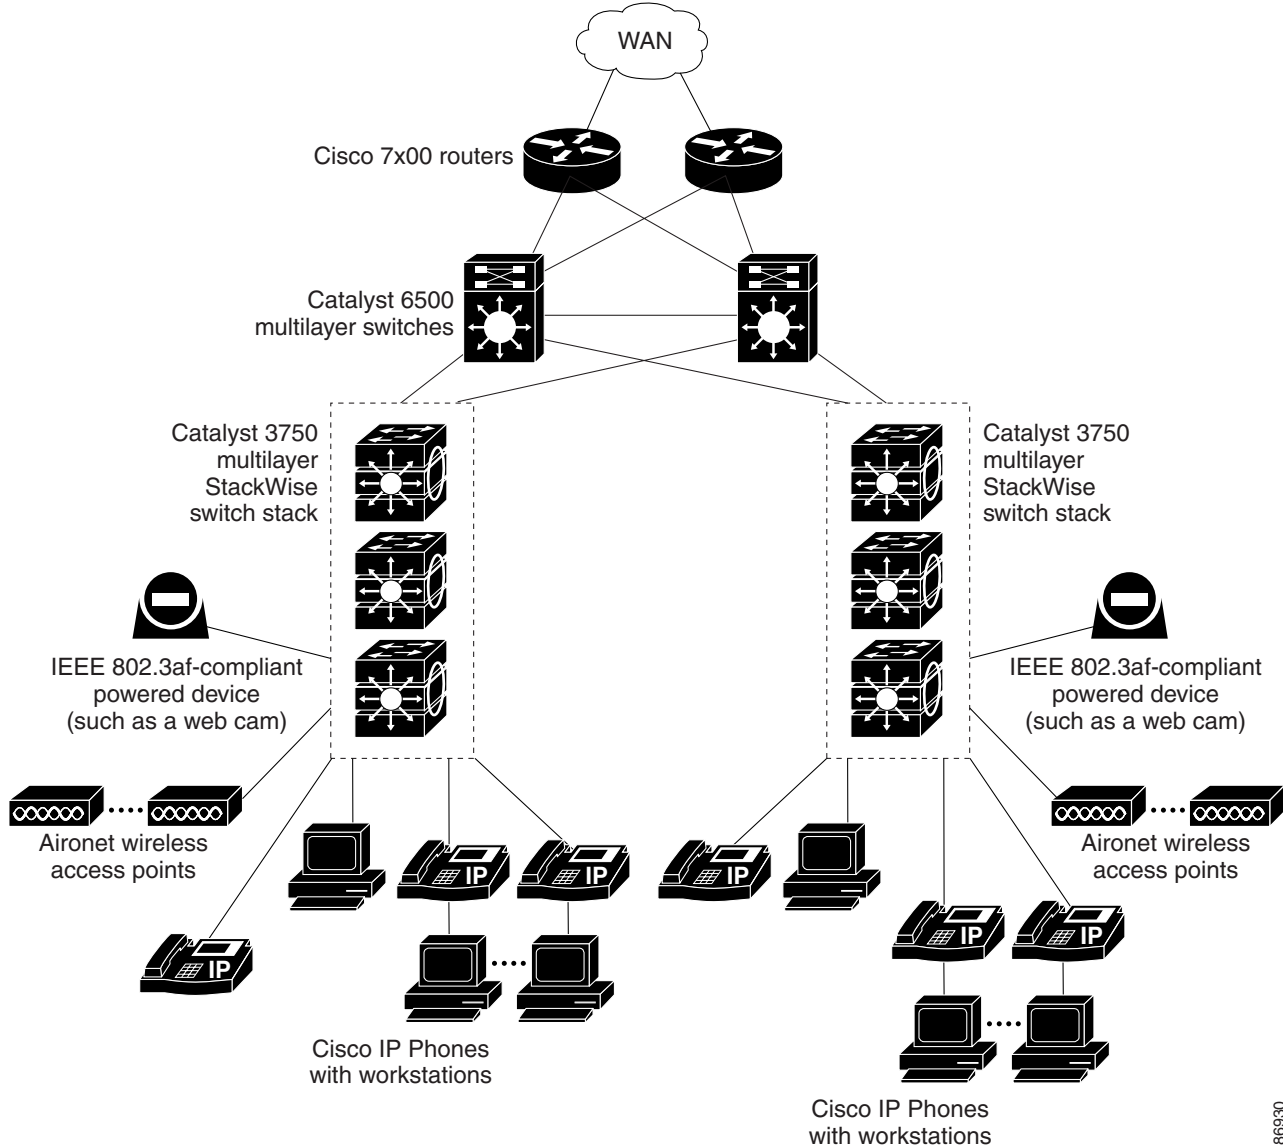 WAN
Cisco 7x00 routers
Catalyst 6500
multilayer switches
Catalyst 3750
multilayer
StackWise
switch stack
Catalyst 3750
multilayer
StackWise
switch stack
IEEE 802.3af-compliant
powered device
(such as a web cam)
IEEE 802.3af-compliant
powered device
(such as a web cam)
Aironet wireless
access points
Aironet wireless
access points
IP
IP
IP
IP
IP
IP
Cisco IP Phones
with workstations
Cisco IP Phones
with workstations
86930